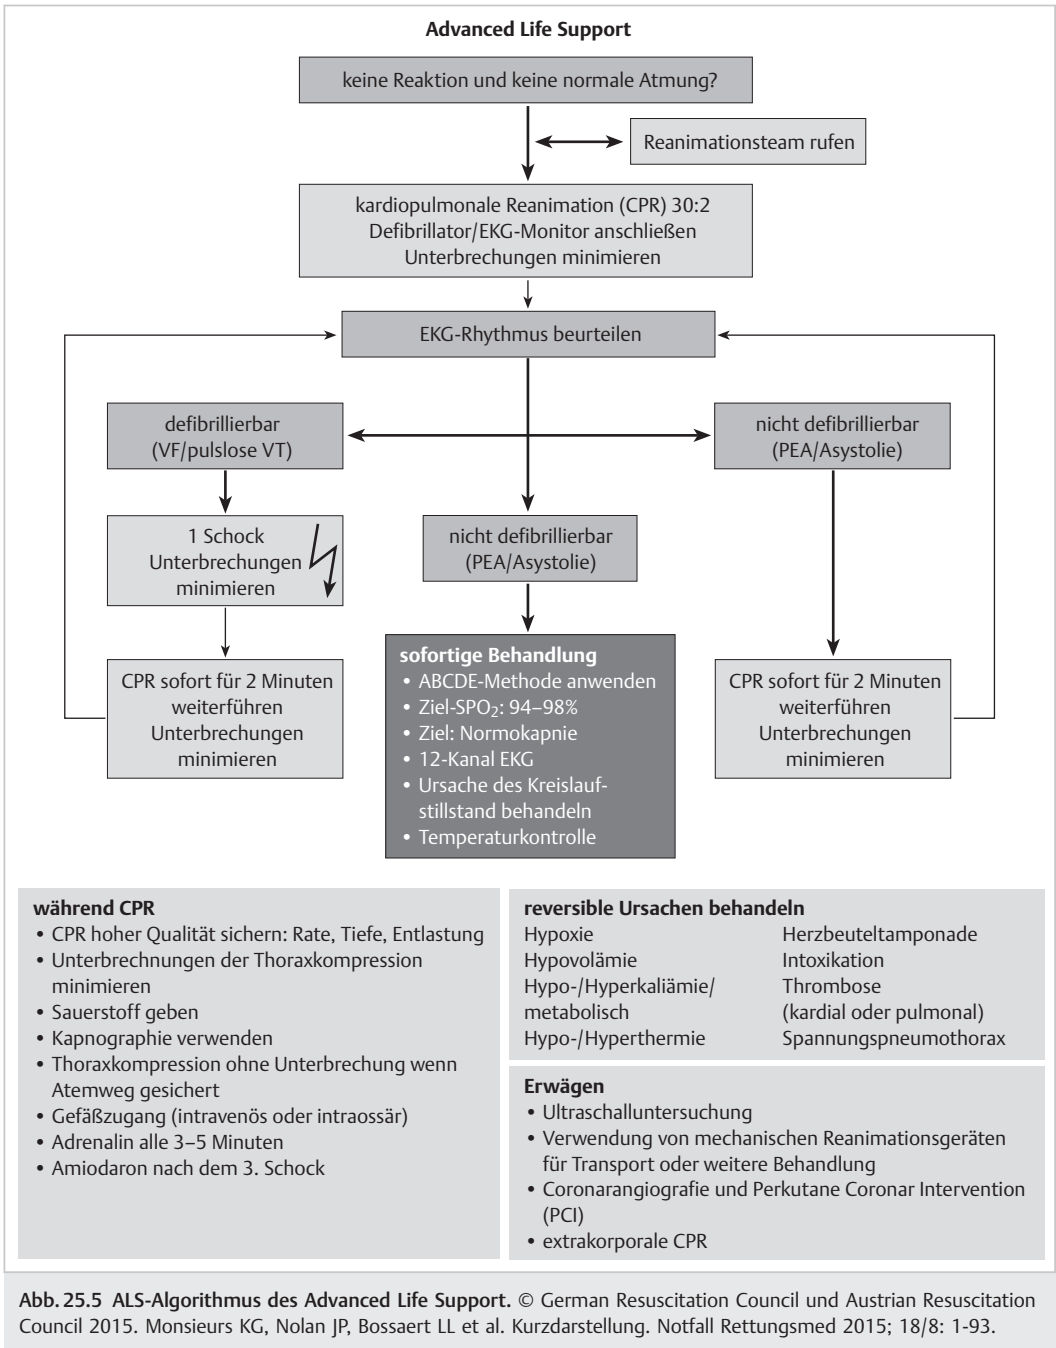 Advanced Life Support
keine Reaktion und keine normale Atmung?
Reanimationsteam rufen
kardiopulmonale Reanimation (CPR) 30:2
Defibrillator/EKG-Monitor anschließen
Unterbrechungen minimieren
EKG-Rhythmus beurteilen
defibrillierbar
(VF/pulslose VT)
nicht defibrillierbar
(PEA/Asystolie)
1 Schock
Unterbrechungen
minimieren
nicht defibrillierbar
(PEA/Asystolie)
CPR sofort für 2 Minuten
weiterführen
Unterbrechungen
minimieren
sofortige Behandlung
• ABCDE-Methode anwenden
• Ziel-SPO₂: 94–98%
• Ziel: Normokapnie
• 12-Kanal EKG
• Ursache des Kreislauf-
stillstand behandeln
• Temperaturkontrolle
CPR sofort für 2 Minuten
weiterführen
Unterbrechungen
minimieren
während CPR
• CPR hoher Qualität sichern: Rate, Tiefe, Entlastung
• Unterbrechnungen der Thoraxkompression
minimieren
• Sauerstoff geben
• Kapnographie verwenden
• Thoraxkompression ohne Unterbrechung wenn
Atemweg gesichert
• Gefäßzugang (intravenös oder intraossär)
• Adrenalin alle 3–5 Minuten
• Amiodaron nach dem 3. Schock
reversible Ursachen behandeln
Hypoxie
Hypovolämie
Hypo-/Hyperkaliämie/
metabolisch
Hypo-/Hyperthermie
Herzbeuteltamponade
Intoxikation
Thrombose
(kardial oder pulmonal)
Spannungspneumothorax
Erwägen
• Ultraschalluntersuchung
• Verwendung von mechanischen Reanimationsgeräten
für Transport oder weitere Behandlung
• Coronarangiografie und Perkutane Coronar Intervention
(PCI)
• extrakorporale CPR
Abb. 25.5 ALS-Algorithmus des Advanced Life Support. © German Resuscitation Council und Austrian Resuscitation
Council 2015. Monsieurs KG, Nolan JP, Bossaert LL et al. Kurzdarstellung. Notfall Rettungsmed 2015; 18/8: 1-93.